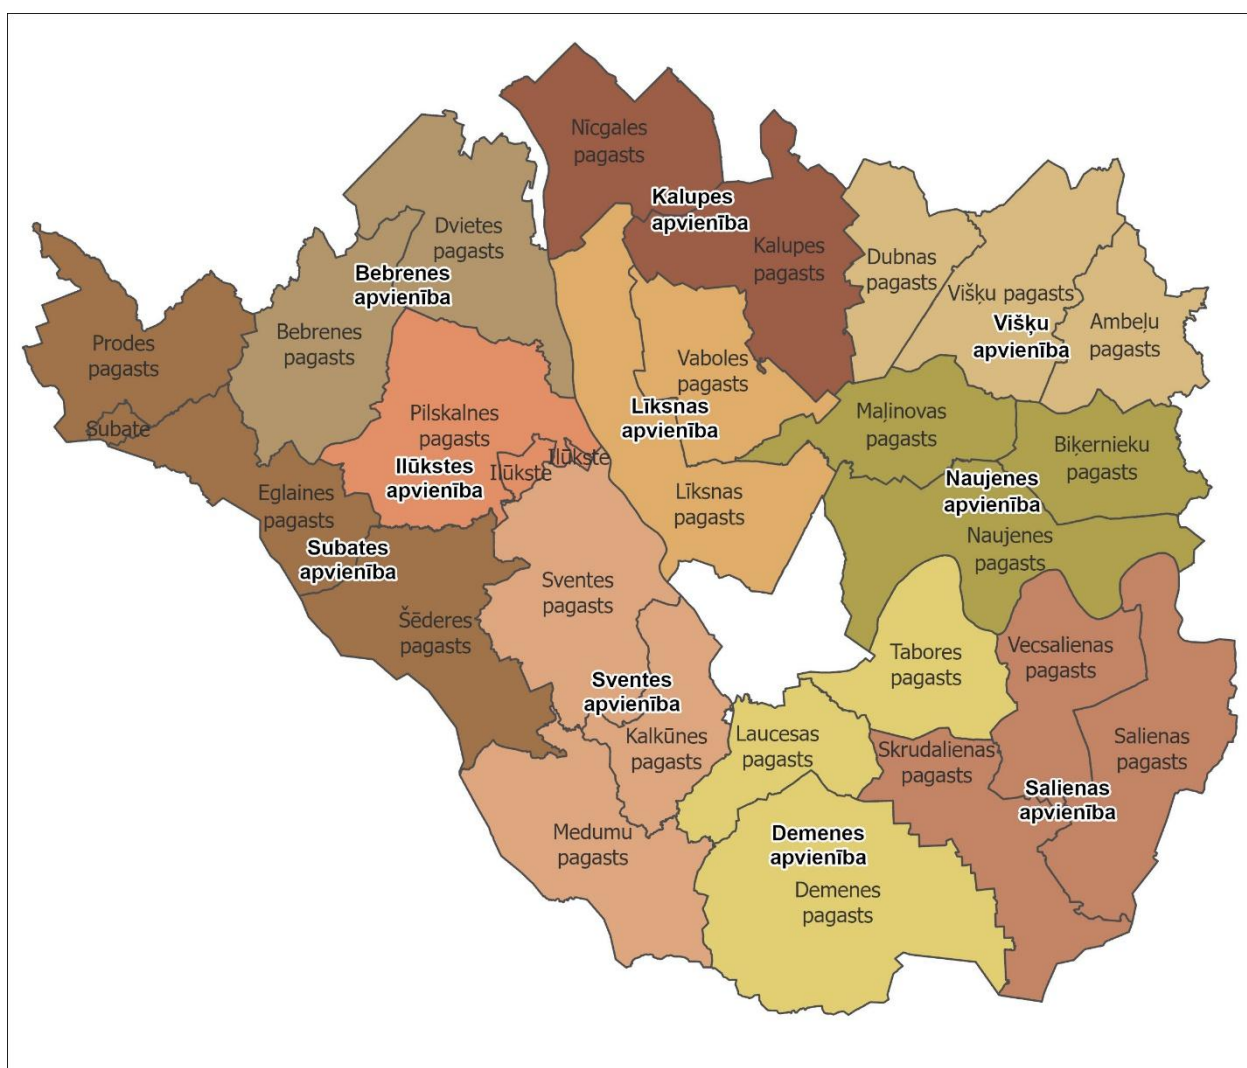 Nīcgales
pagasts
Kalupes
apvienība
Kalupes
pagasts
Dvietes
pagasts
Bebrenes
apvienība
Bebrenes
pagasts
Dubnas
pagasts
Višķu pagasts
Višķu
apvienība
Ambeļu
pagasts
Prodes
pagasts
Subate
Pilskalnes
pagasts
Ilūkste
Ilūkste
Ilūkstes
apvienība
Vaboles
pagasts
Līksnas
apvienība
Līksnas
pagasts
Maļinovas
pagasts
Biķernieku
pagasts
Naujenes
apvienība
Naujenes
pagasts
Eglaines
pagasts
Subates
apvienība
Šēderes
pagasts
Sventes
pagasts
Sventes
apvienība
Kalkūnes
pagasts
Medumu
pagasts
Tabores
pagasts
Laucesas
pagasts
Demenes
apvienība
Demenes
pagasts
Vecsalienas
pagasts
Skrudalienas
pagasts
Salienas
pagasts
Salienas
apvienība